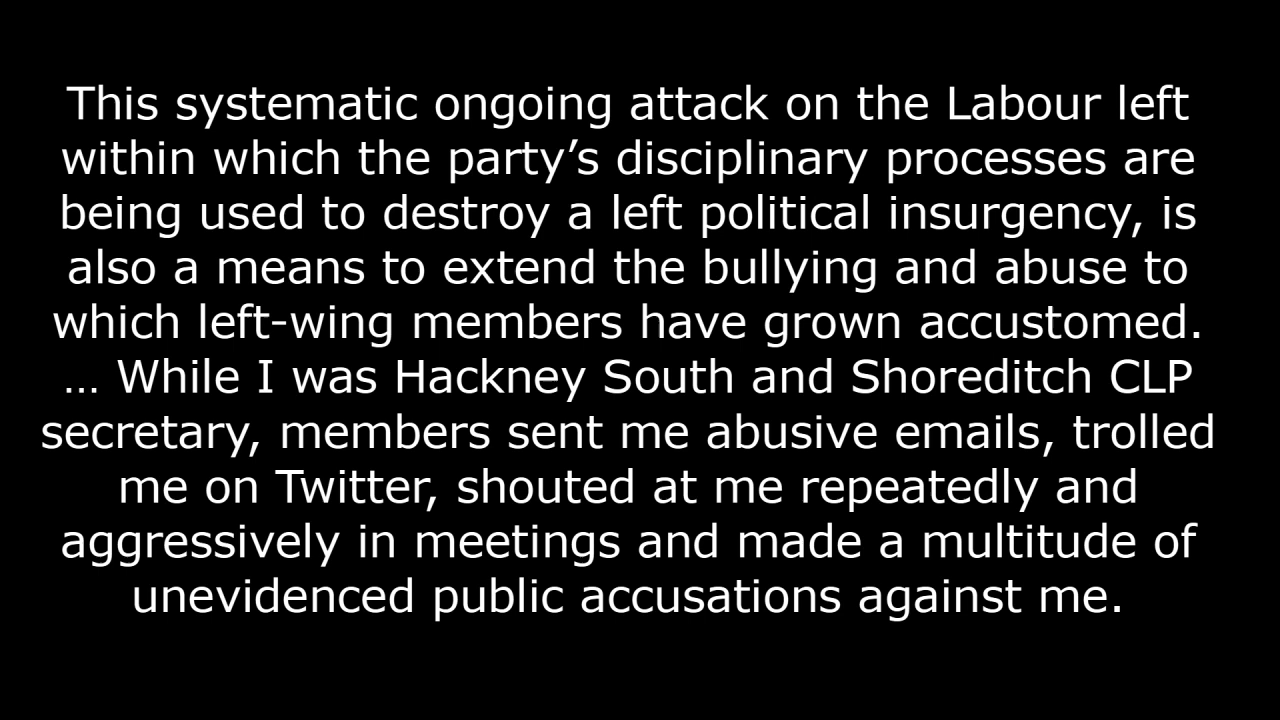 This systematic ongoing attack on the Labour left
within which the party’s disciplinary processes are
being used to destroy a left political insurgency, is
also a means to extend the bullying and abuse to
which left-wing members have grown accustomed.
… While I was Hackney South and Shoreditch CLP
secretary, members sent me abusive emails, trolled
me on Twitter, shouted at me repeatedly and
aggressively in meetings and made a multitude of
unevidenced public accusations against me.